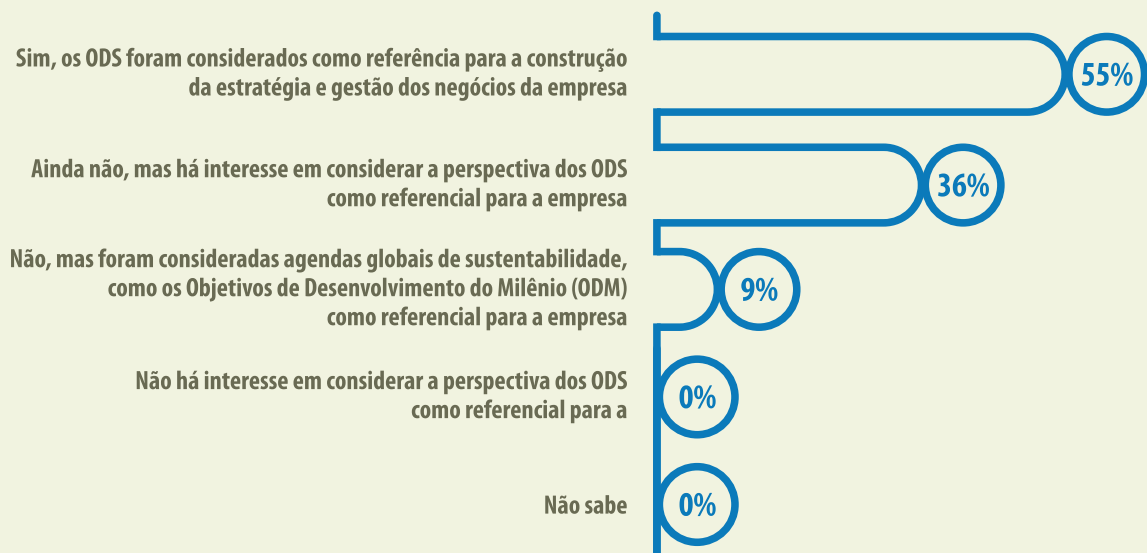 Sim, os ODS foram considerados como referência para a construção
da estratégia e gestão dos negócios da empresa
55%
Ainda não, mas há interesse em considerar a perspectiva dos ODS
como referencial para a empresa
36%
Não, mas foram consideradas agendas globais de sustentabilidade,
como os Objetivos de Desenvolvimento do Milênio (ODM)
como referencial para a empresa
9%
Não há interesse em considerar a perspectiva dos ODS
como referencial para a
0%
Não sabe
0%